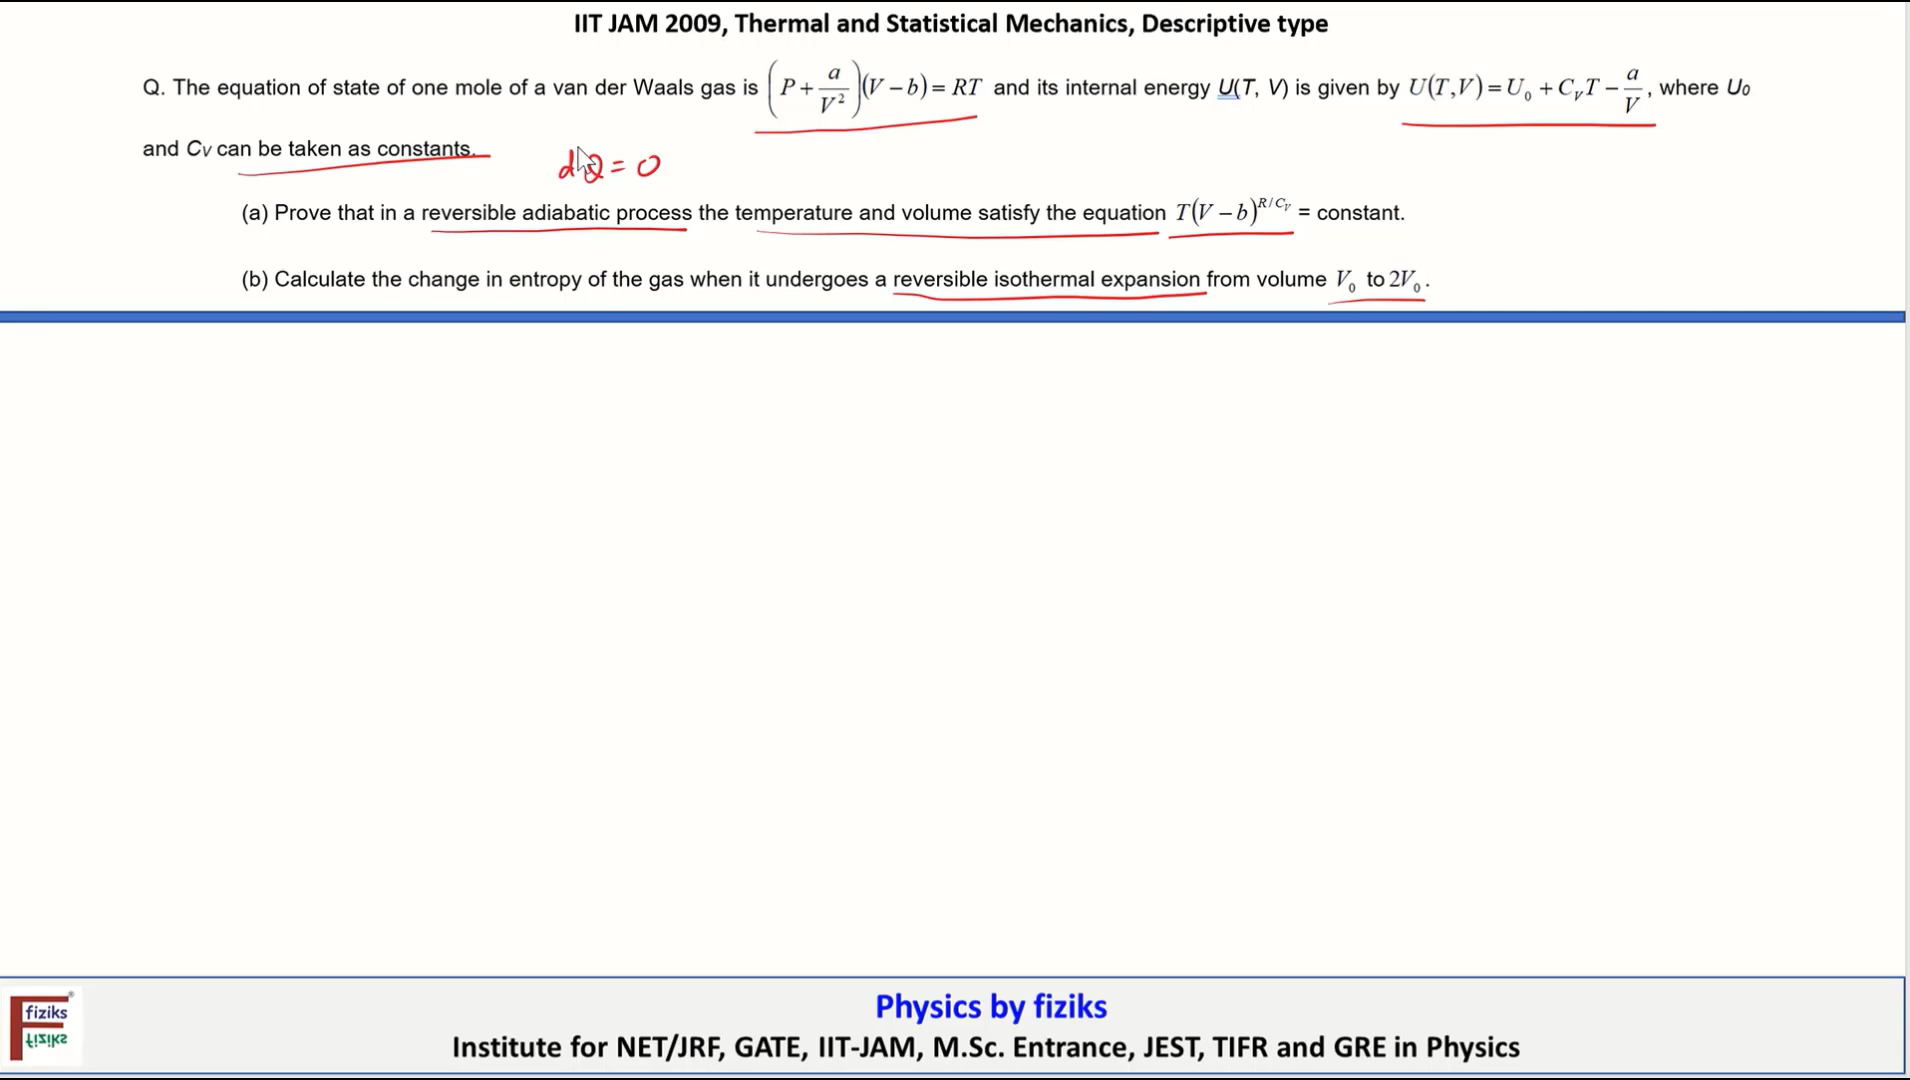 IIT JAM 2009, Thermal and Statistical Mechanics, Descriptive type
Q. The equation of state of one mole of a van der Waals gas is (P + a/V²)(V − b) = RT and its internal energy U(T, V) is given by U(T,V) = U₀ + C_V T − a/V, where U₀
and Cv can be taken as constants.
dQ = 0
(a) Prove that in a reversible adiabatic process the temperature and volume satisfy the equation T(V − b)^{R/C_V} = constant.
(b) Calculate the change in entropy of the gas when it undergoes a reversible isothermal expansion from volume V₀ to 2V₀.
fiziks
fiziks
Physics by fiziks
Institute for NET/JRF, GATE, IIT-JAM, M.Sc. Entrance, JEST, TIFR and GRE in Physics